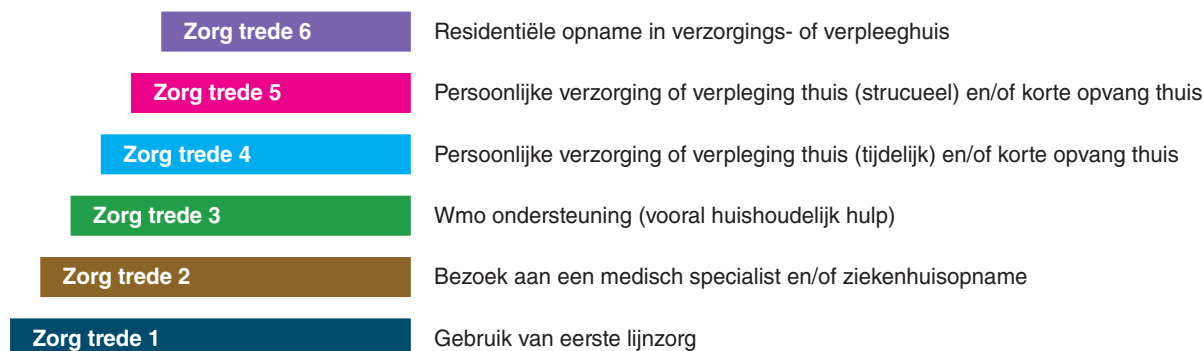 Zorg trede 6 Residentiële opname in verzorgings- of verpleeghuis
Zorg trede 5 Persoonlijke verzorging of verpleging thuis (strucueel) en/of korte opvang thuis
Zorg trede 4 Persoonlijke verzorging of verpleging thuis (tijdelijk) en/of korte opvang thuis
Zorg trede 3 Wmo ondersteuning (vooral huishoudelijk hulp)
Zorg trede 2 Bezoek aan een medisch specialist en/of ziekenhuisopname
Zorg trede 1 Gebruik van eerste lijnzorg